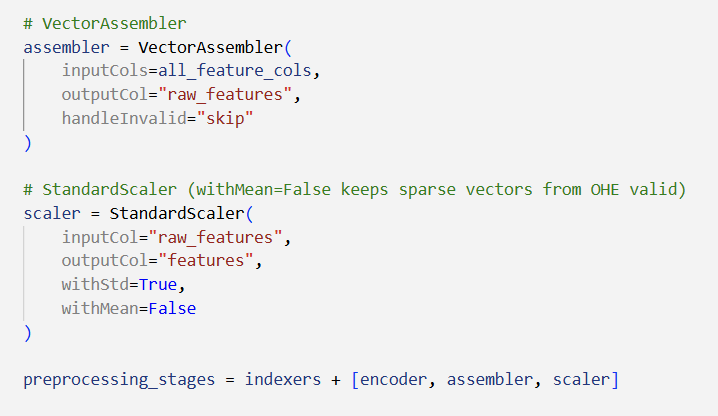 # VectorAssembler
assembler = VectorAssembler(
    inputCols=all_feature_cols,
    outputCol="raw_features",
    handleInvalid="skip"
)

# StandardScaler (withMean=False keeps sparse vectors from OHE valid)
scaler = StandardScaler(
    inputCol="raw_features",
    outputCol="features",
    withStd=True,
    withMean=False
)

preprocessing_stages = indexers + [encoder, assembler, scaler]